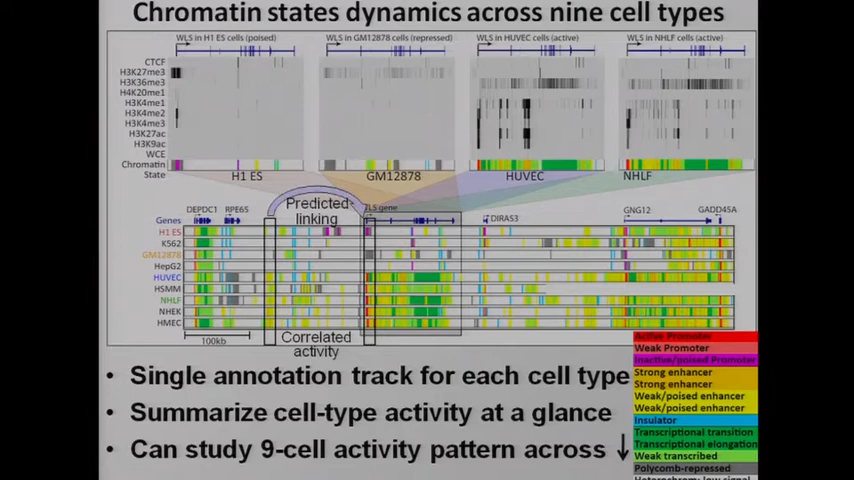 Chromatin states dynamics across nine cell types
WLS in H1 ES cells (poised)
WLS in GM12878 cells (repressed)
WLS in HUVEC cells (active)
WLS in NHLF cells (active)
CTCF
H3K27me3
H3K36me3
H4K20me1
H3K4me1
H3K4me2
H3K4me3
H3K27ac
H3K9ac
WCE
Chromatin
State
H1 ES
GM12878
HUVEC
NHLF
Predicted
linking
Genes
DEPDC1
RPE65
gene
DIRAS3
GNG12
GADD45A
H1 ES
K562
GM12878
HepG2
HUVEC
HSMM
NHLF
NHEK
HMEC
100kb
Correlated
activity
Active Promoter
Weak Promoter
Inactive/poised Promoter
Strong enhancer
Strong enhancer
Weak/poised enhancer
Weak/poised enhancer
Insulator
Transcriptional transition
Transcriptional elongation
Weak transcribed
Polycomb-repressed
Heterochrom; low signal
• Single annotation track for each cell type
• Summarize cell-type activity at a glance
• Can study 9-cell activity pattern across ↓